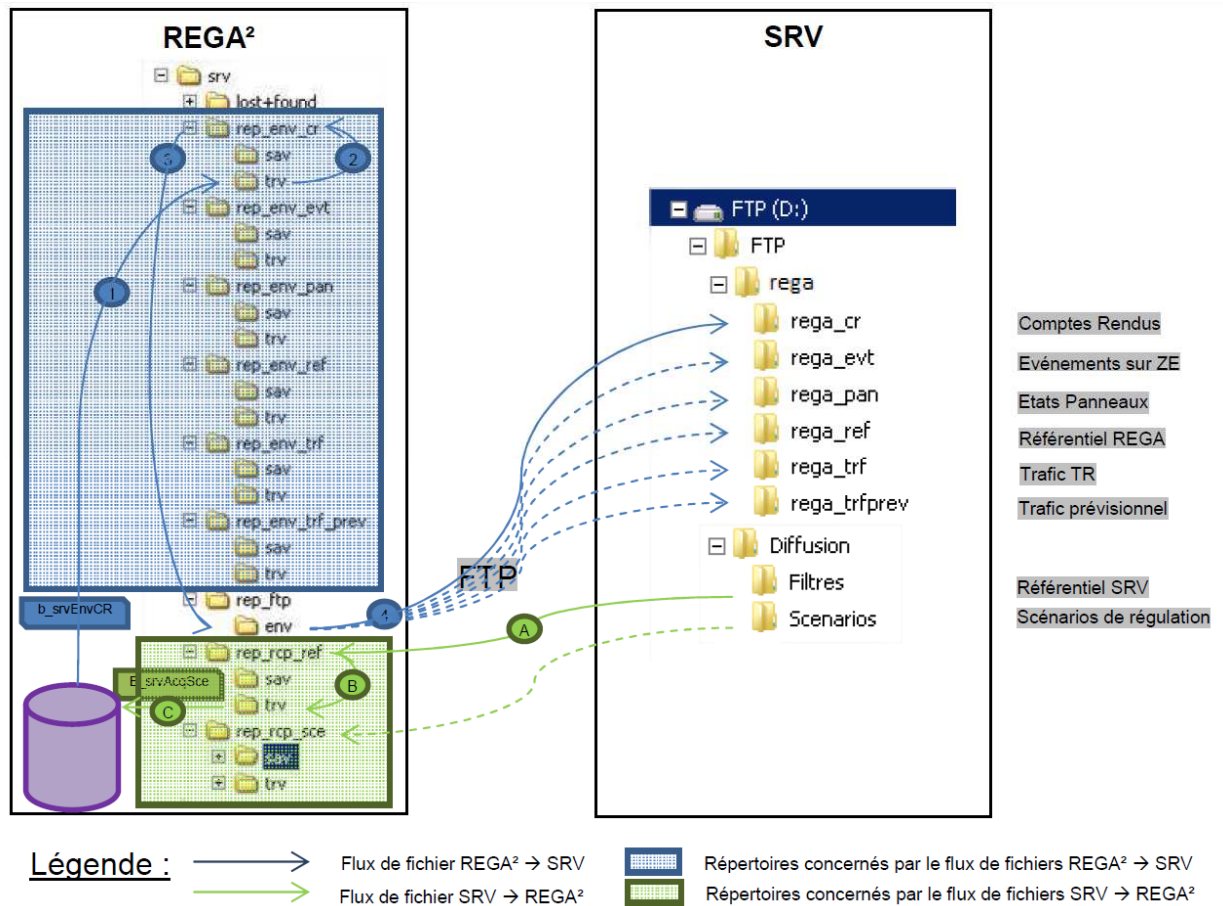 REGA²
srv
lost+found
rep_env_cr
sav
trv
rep_env_evt
sav
trv
rep_env_pan
sav
trv
rep_env_ref
sav
trv
rep_env_trf
sav
trv
rep_env_trf_prev
sav
trv
rep_ftp
env
rep_rcp_ref
sav
trv
rep_rcp_sce
sav
trv
1
2
4
b_srvEnvCR
_srvAcqSce
A
B
C
FTP
SRV
FTP (D:)
FTP
rega
rega_cr
rega_evt
rega_pan
rega_ref
rega_trf
rega_trfprev
Diffusion
Filtres
Scenarios
Comptes Rendus
Evénements sur ZE
Etats Panneaux
Référentiel REGA
Trafic TR
Trafic prévisionnel
Référentiel SRV
Scénarios de régulation
Légende :
Flux de fichier REGA² → SRV
Flux de fichier SRV → REGA²
Répertoires concernés par le flux de fichiers REGA² → SRV
Répertoires concernés par le flux de fichiers SRV → REGA²